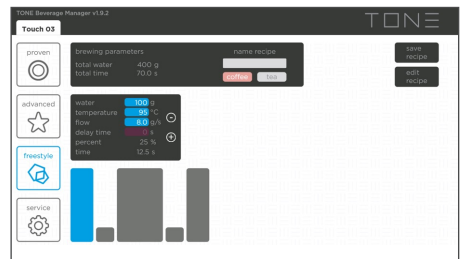 TONE Beverage Manager v1.9.2
Touch 03
TONE
proven
brewing parameters
total water 400 g
total time 70.0 s
name recipe
coffee tea
save recipe
edit recipe
advanced
water 100 g
temperature 95 °C
flow 8.0 g/s
delay time 0 s
percent 25 %
time 12.5 s
-
+
freestyle
service